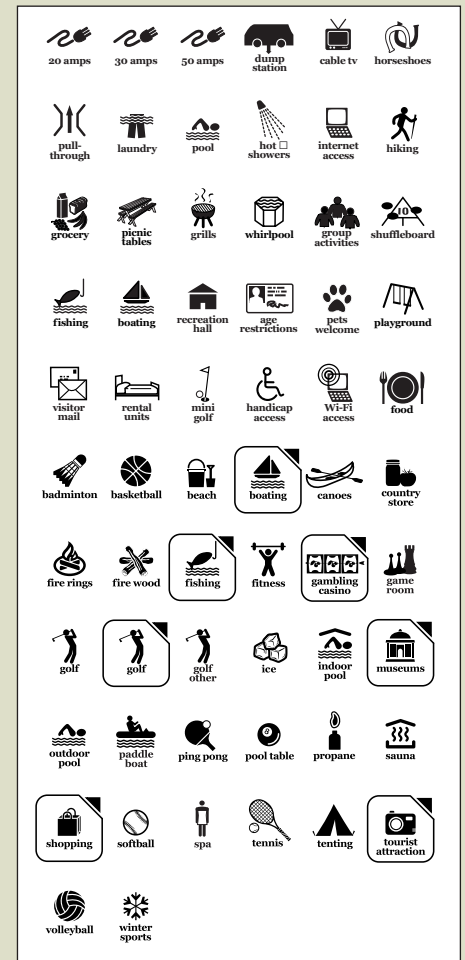 20 amps 30 amps 50 amps dump station cable tv horseshoes
pull-through laundry pool hot □ showers internet access hiking
grocery picnic tables grills whirlpool group activities 10 shuffleboard
fishing boating recreation hall age restrictions pets welcome playground
visitor mail rental units mini golf handicap access Wi-Fi access food
badminton basketball beach boating canoes country store
fire rings fire wood fishing fitness gambling casino game room
golf golf golf other ice indoor pool museums
outdoor pool paddle boat ping pong 8 pool table propane sauna
shopping softball spa tennis tenting tourist attraction
volleyball winter sports